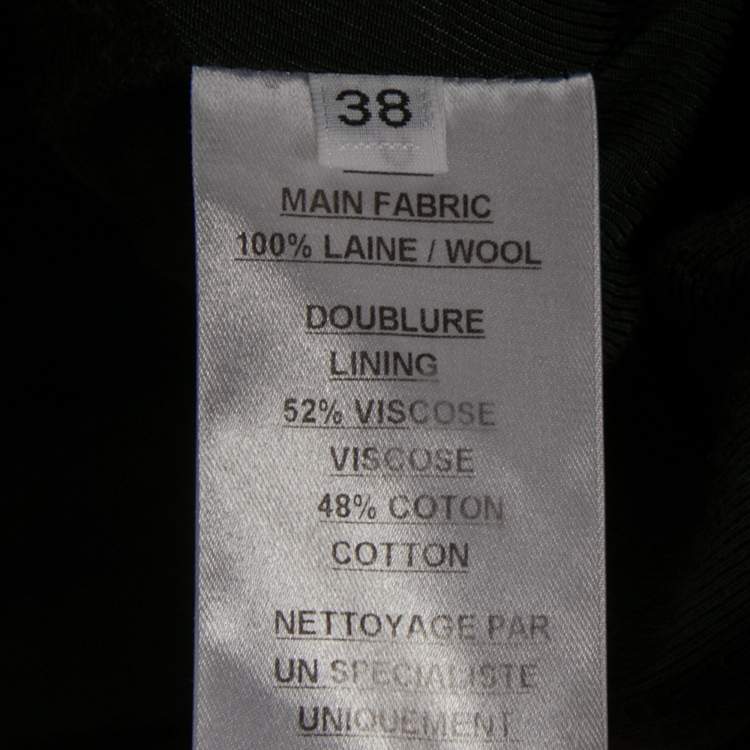 38
MAIN FABRIC
100% LAINE / WOOL
DOUBLURE
LINING
52% VISCOSE
VISCOSE
48% COTON
COTTON
NETTOYAGE PAR
UN SPECIALISTE
UNIQUEMENT